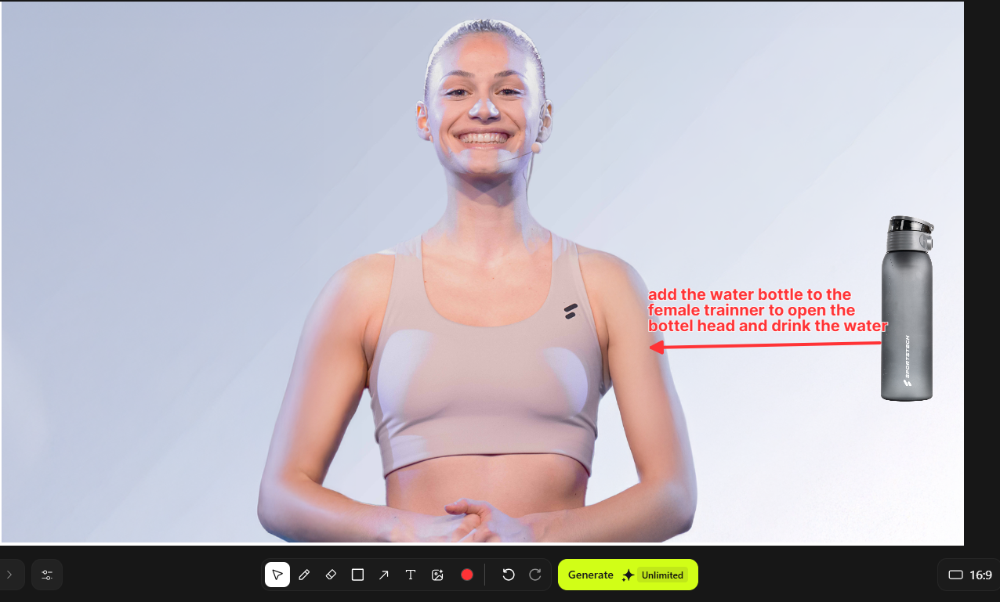 add the water bottle to the
female trainner to open the
bottel head and drink the water
SPORTSTECH
T
Generate
Unlimited
16:9